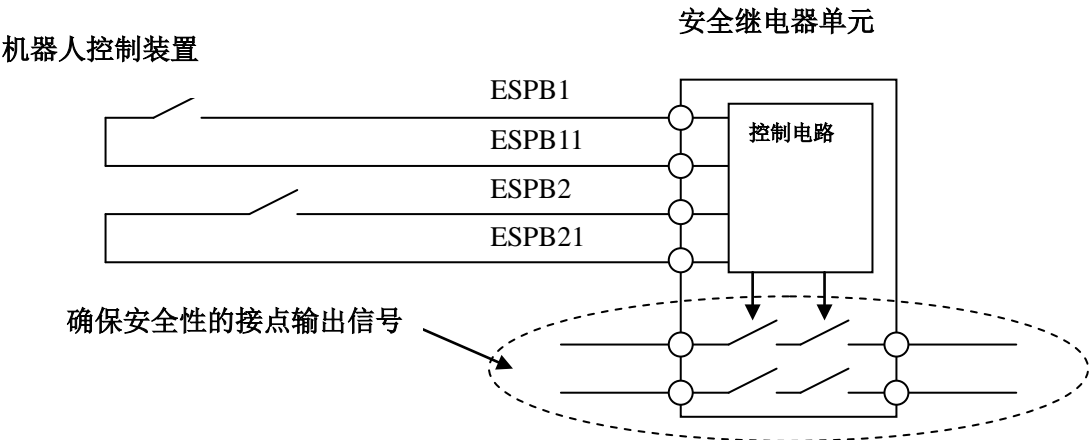 安全继电器单元
机器人控制装置
ESPB1
控制电路
ESPB11
ESPB2
ESPB21
确保安全性的接点输出信号